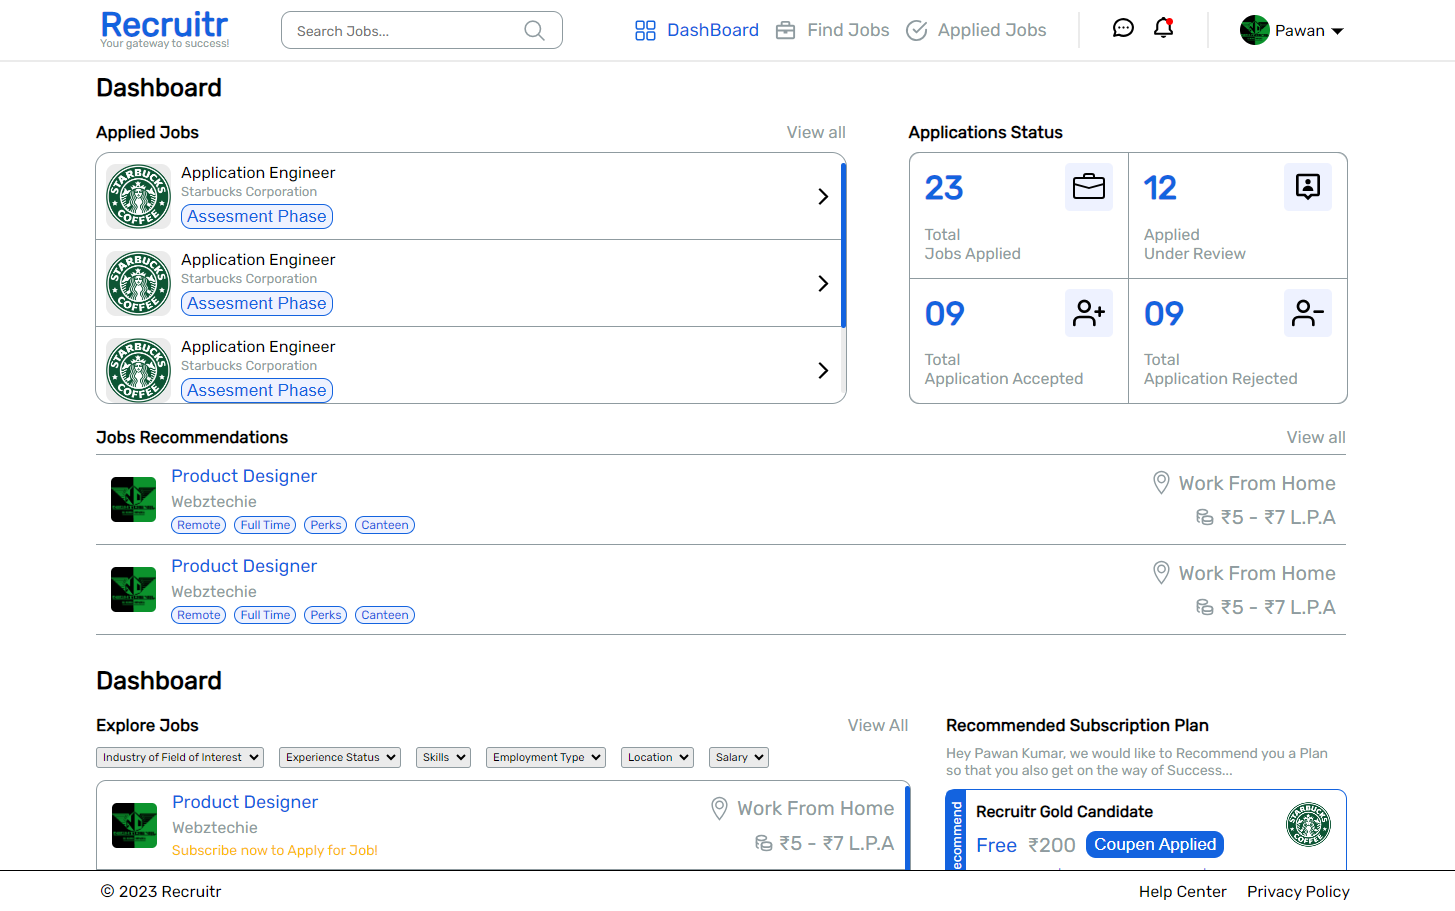 Recruitr
Your gateway to success!
Search Jobs...
DashBoard
Find Jobs
Applied Jobs
Pawan
Dashboard
Applied Jobs
View all
Applications Status
STARBUCKS COFFEE
Application Engineer
Starbucks Corporation
Assesment Phase
STARBUCKS COFFEE
Application Engineer
Starbucks Corporation
Assesment Phase
STARBUCKS COFFEE
Application Engineer
Starbucks Corporation
Assesment Phase
23
Total
Jobs Applied
12
Applied
Under Review
09
Total
Application Accepted
09
Total
Application Rejected
Jobs Recommendations
View all
Product Designer
Webztechie
Remote Full Time Perks Canteen
Work From Home
₹5 - ₹7 L.P.A
Product Designer
Webztechie
Remote Full Time Perks Canteen
Work From Home
₹5 - ₹7 L.P.A
Dashboard
Explore Jobs
View All
Industry of Field of Interest
Experience Status
Skills
Employment Type
Location
Salary
Product Designer
Webztechie
Subscribe now to Apply for Job!
Work From Home
₹5 - ₹7 L.P.A
Recommended Subscription Plan
Hey Pawan Kumar, we would like to Recommend you a Plan
so that you also get on the way of Success...
ecommend
Recruitr Gold Candidate
Free ₹200 Coupen Applied
STARBUCKS COFFEE
© 2023 Recruitr
Help Center
Privacy Policy